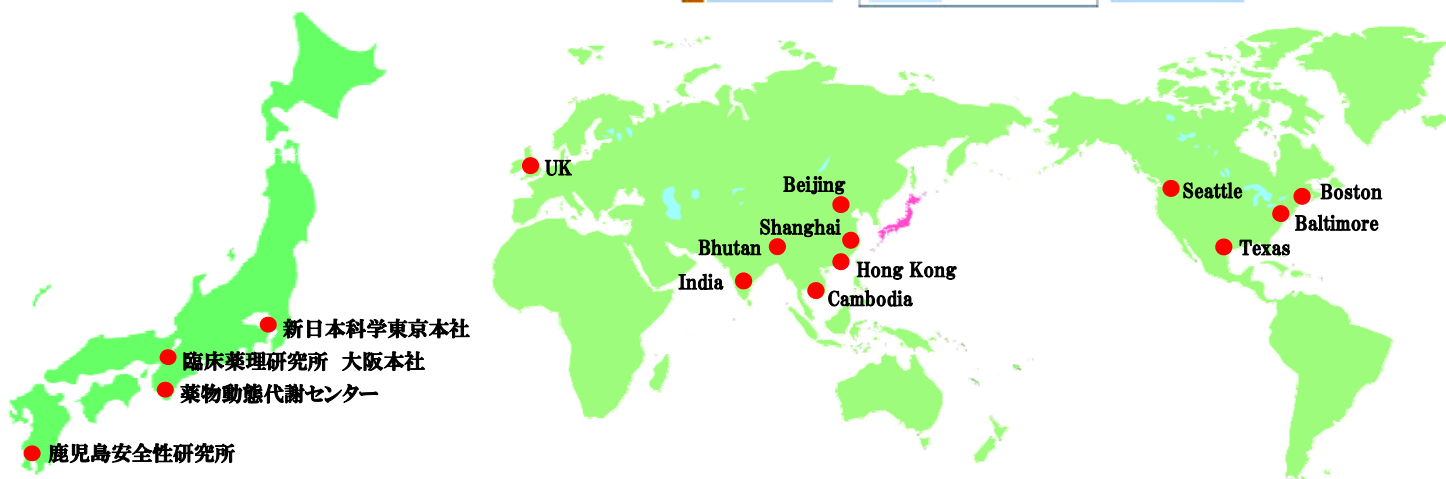 新日本科学東京本社
臨床薬理研究所 大阪本社
薬物動態代謝センター
鹿児島安全性研究所
UK
Beijing
Shanghai
Bhutan
India
Hong Kong
Cambodia
Seattle
Boston
Baltimore
Texas